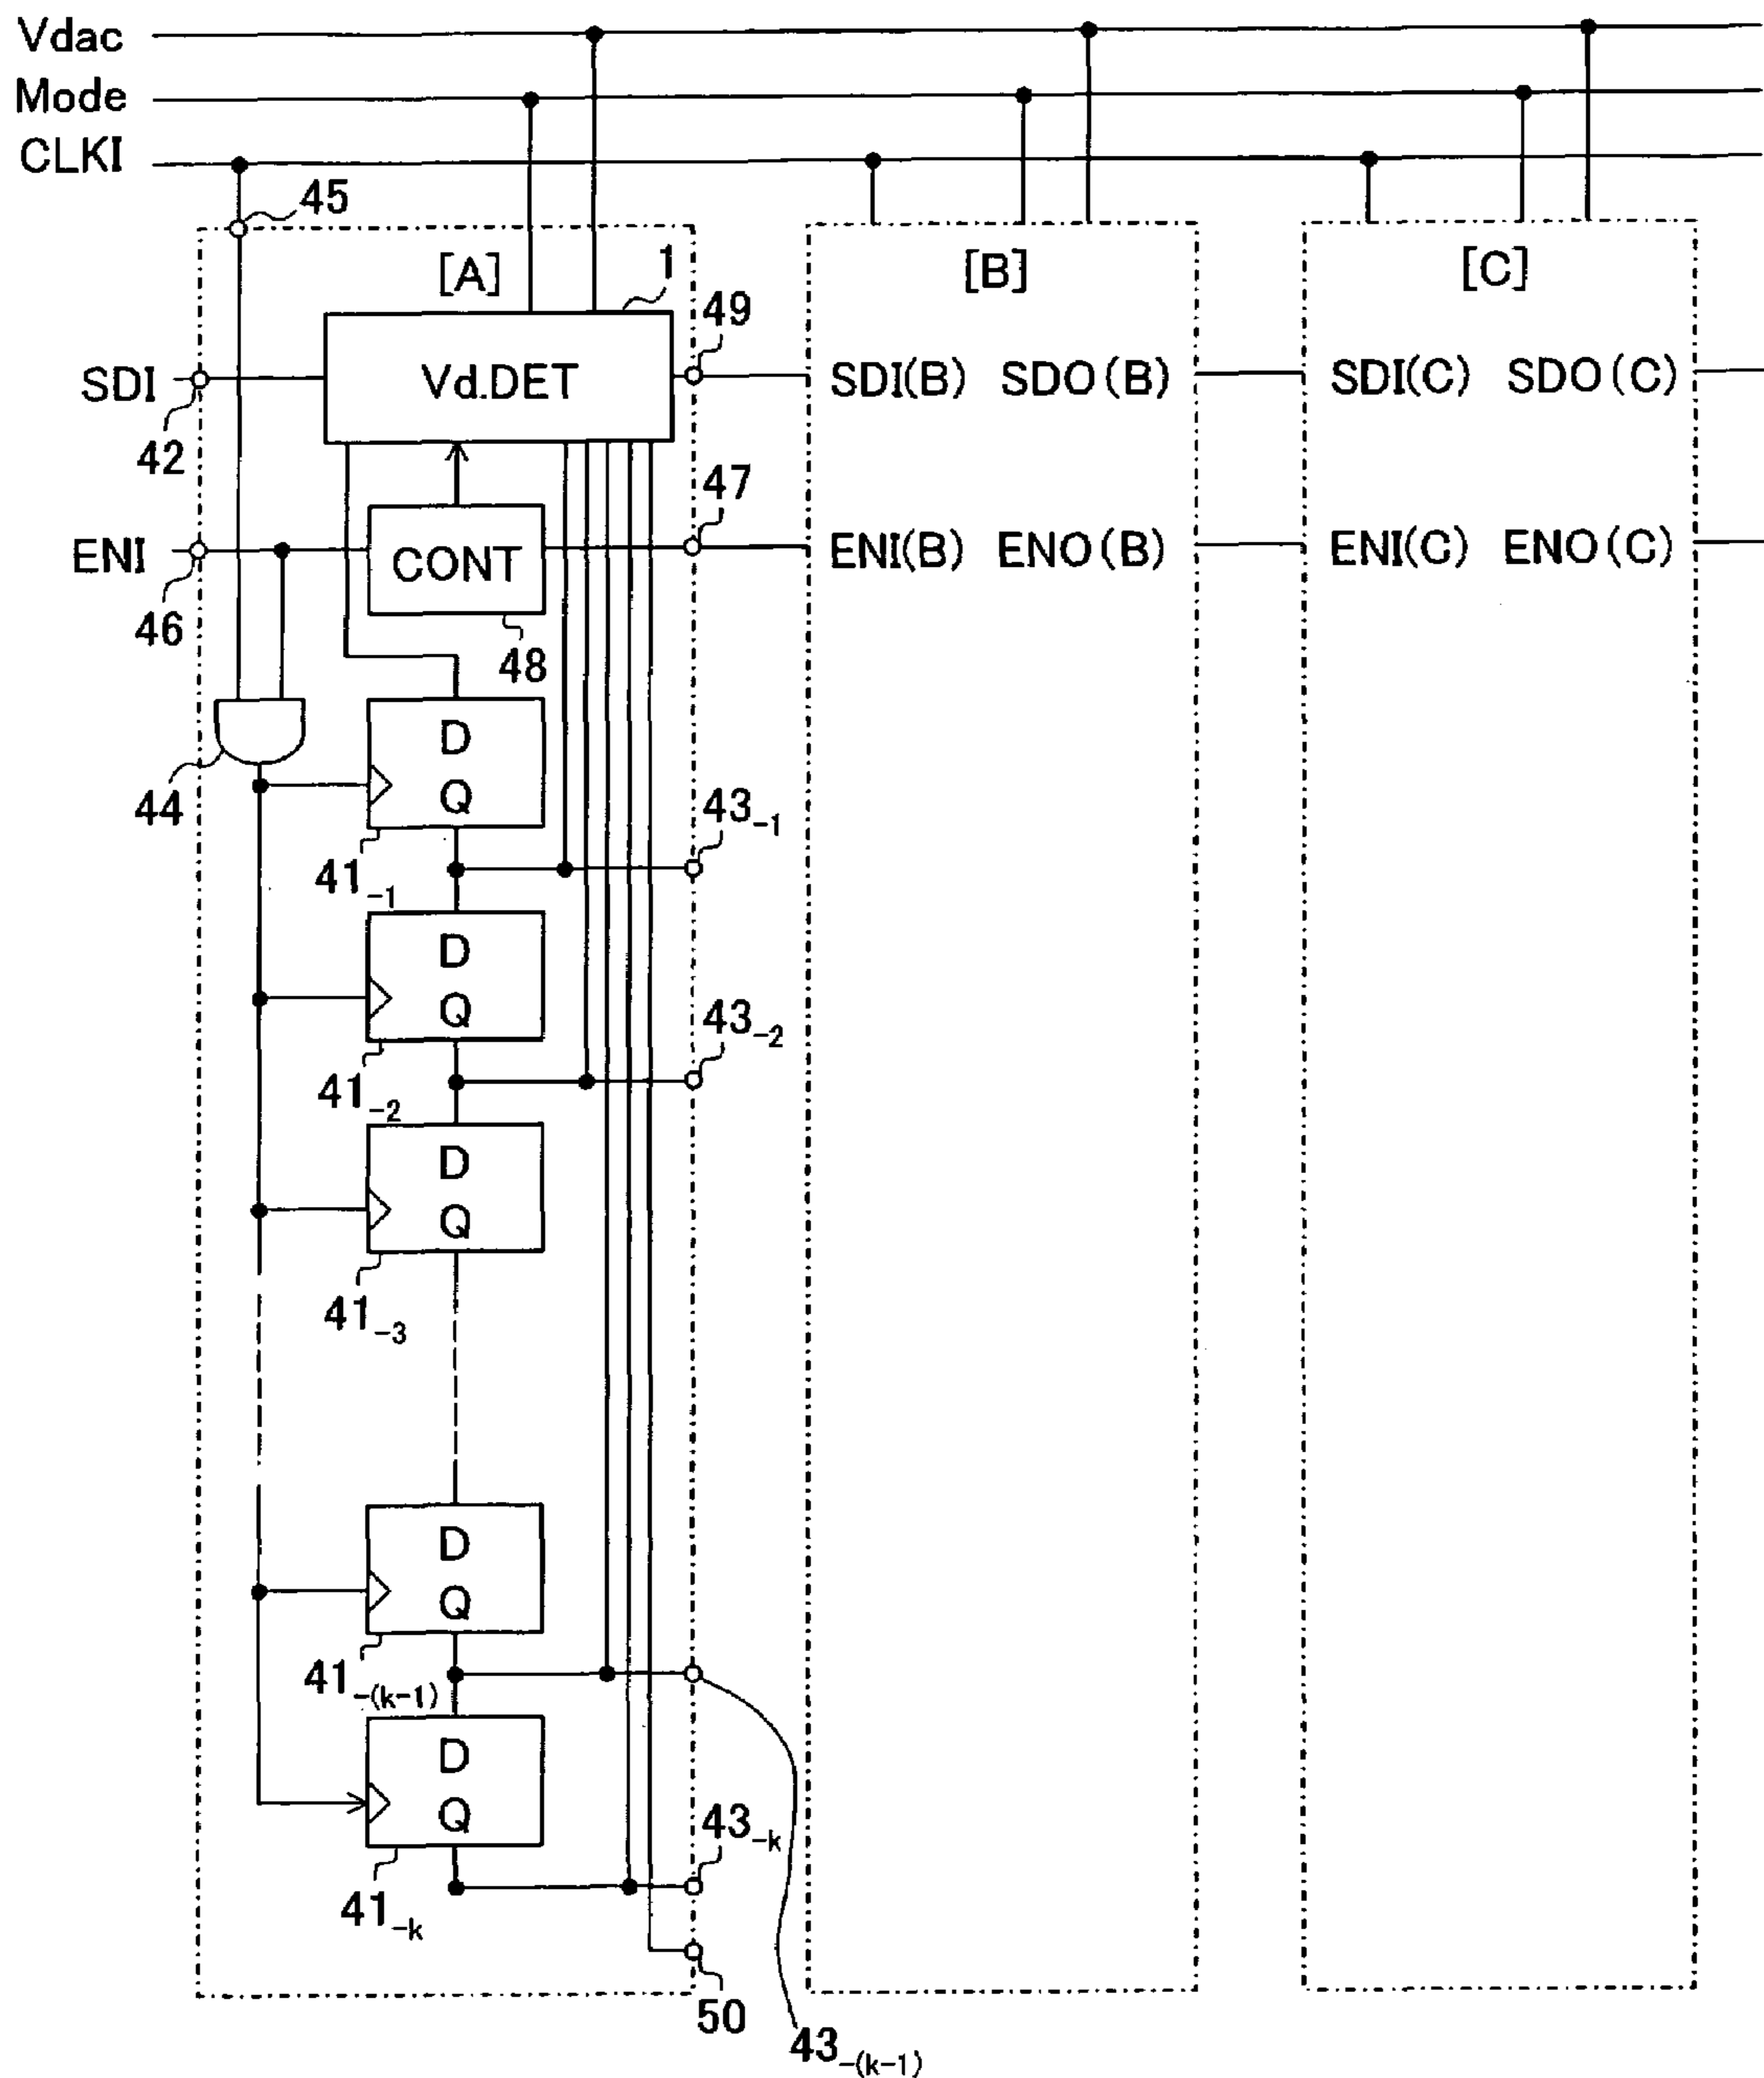 Vdac
Mode
CLKI
45
[A]
1
[B]
[C]
49
SDI
Vd.DET
SDI(B) SDO(B)
SDI(C) SDO(C)
42
47
ENI
CONT
ENI(B) ENO(B)
ENI(C) ENO(C)
46
48
D
Q
44
43-1
41-1
D
Q
43-2
41-2
D
Q
41-3
D
Q
41-(k-1)
D
Q
43-k
41-k
50
43-(k-1)